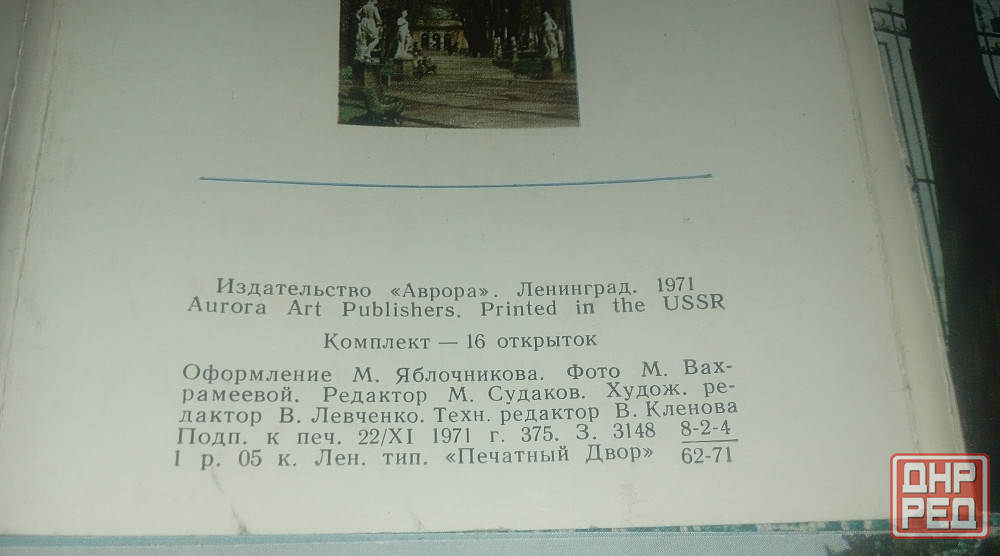 Издательство «Аврора». Ленинград. 1971
Aurora Art Publishers. Printed in the USSR
Комплект — 16 открыток
Оформление М. Яблочникова. Фото М. Вах-
рамеевой. Редактор М. Судаков. Худож. ре-
дактор В. Левченко. Техн. редактор В. Кленова
Подп. к печ. 22/XI 1971 г. 375. З. 3148 8-2-4
1 р. 05 к. Лен. тип. «Печатный Двор» 62-71
ДНР
РЕД